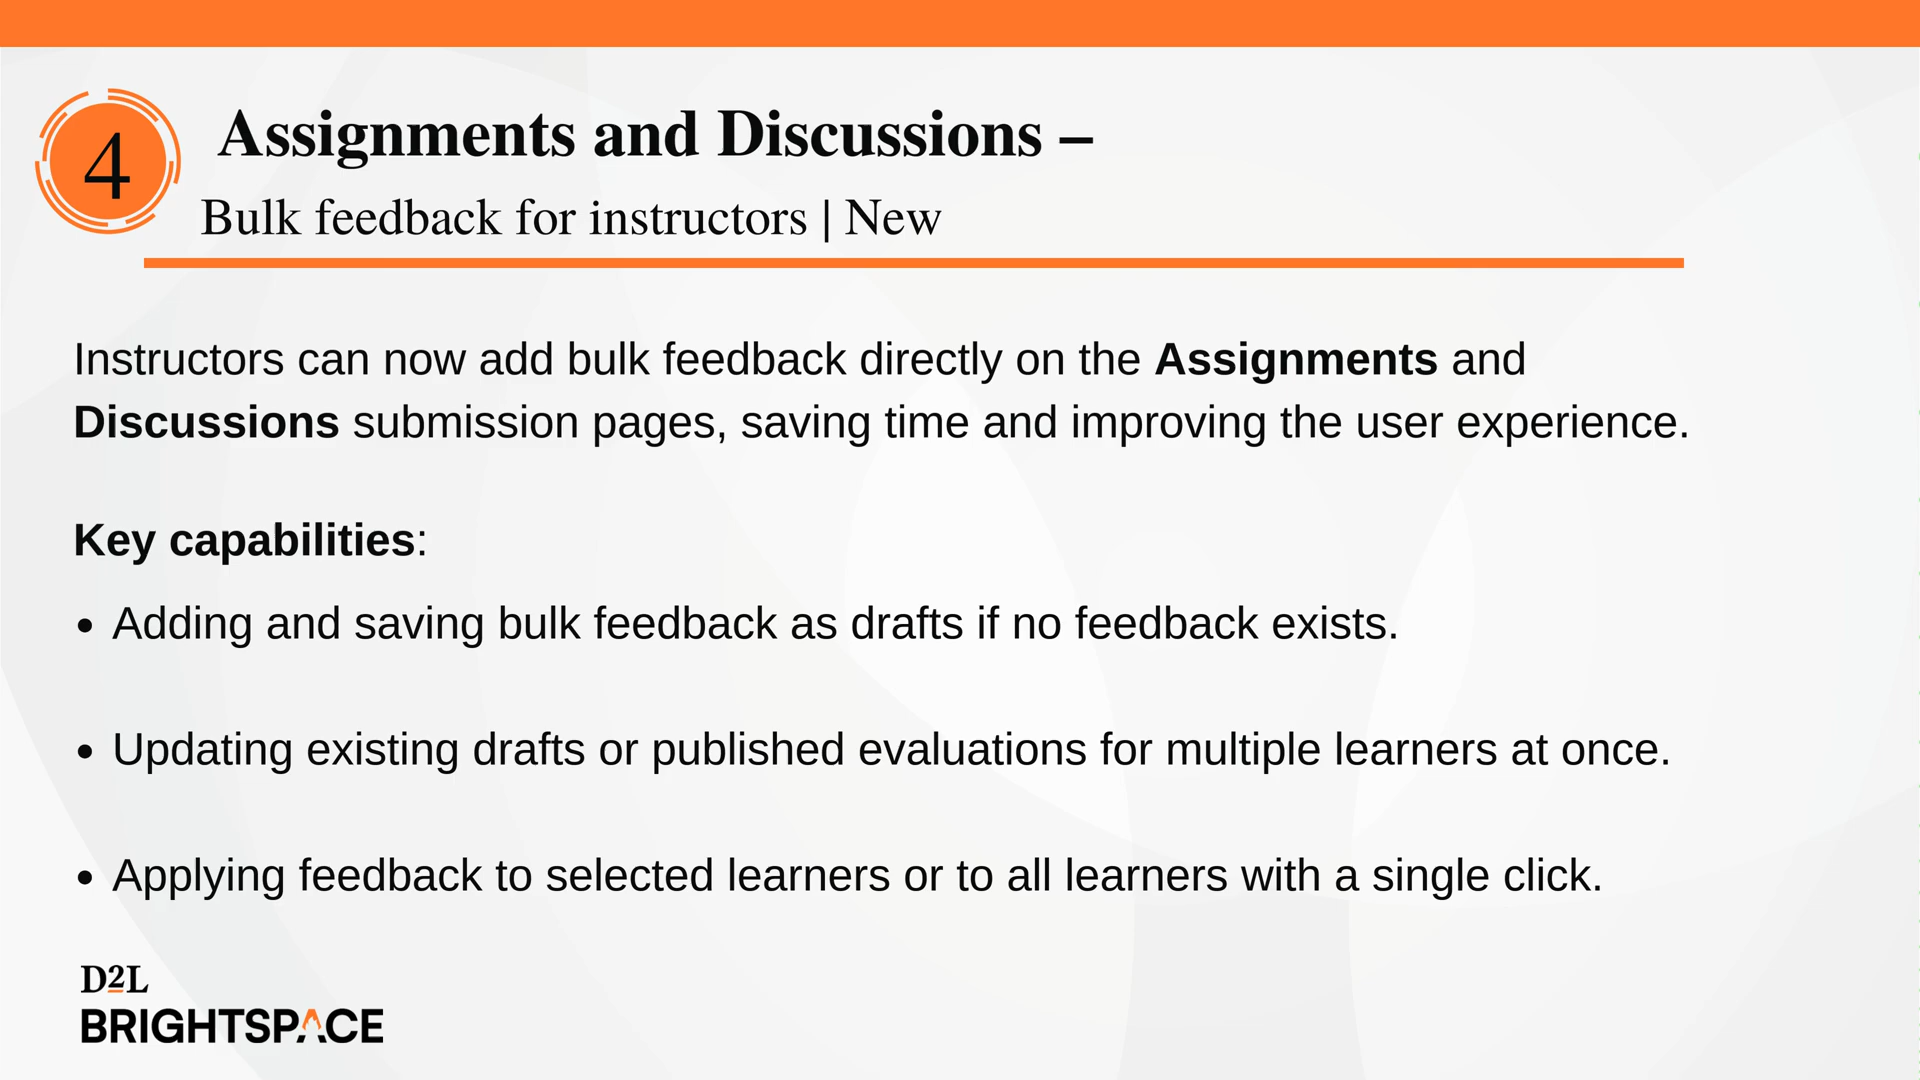 4
Assignments and Discussions –
Bulk feedback for instructors | New
Instructors can now add bulk feedback directly on the Assignments and
Discussions submission pages, saving time and improving the user experience.
Key capabilities:
• Adding and saving bulk feedback as drafts if no feedback exists.
• Updating existing drafts or published evaluations for multiple learners at once.
• Applying feedback to selected learners or to all learners with a single click.
D2L
BRIGHTSPACE